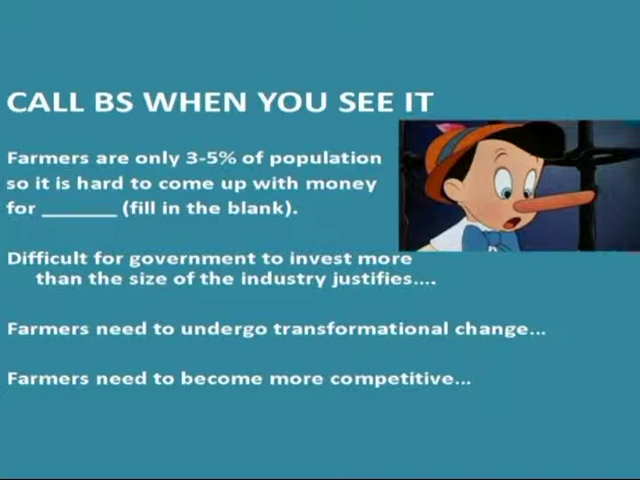 CALL BS WHEN YOU SEE IT
Farmers are only 3-5% of population
so it is hard to come up with money
for _______ (fill in the blank).
Difficult for government to invest more
than the size of the industry justifies....
Farmers need to undergo transformational change...
Farmers need to become more competitive...